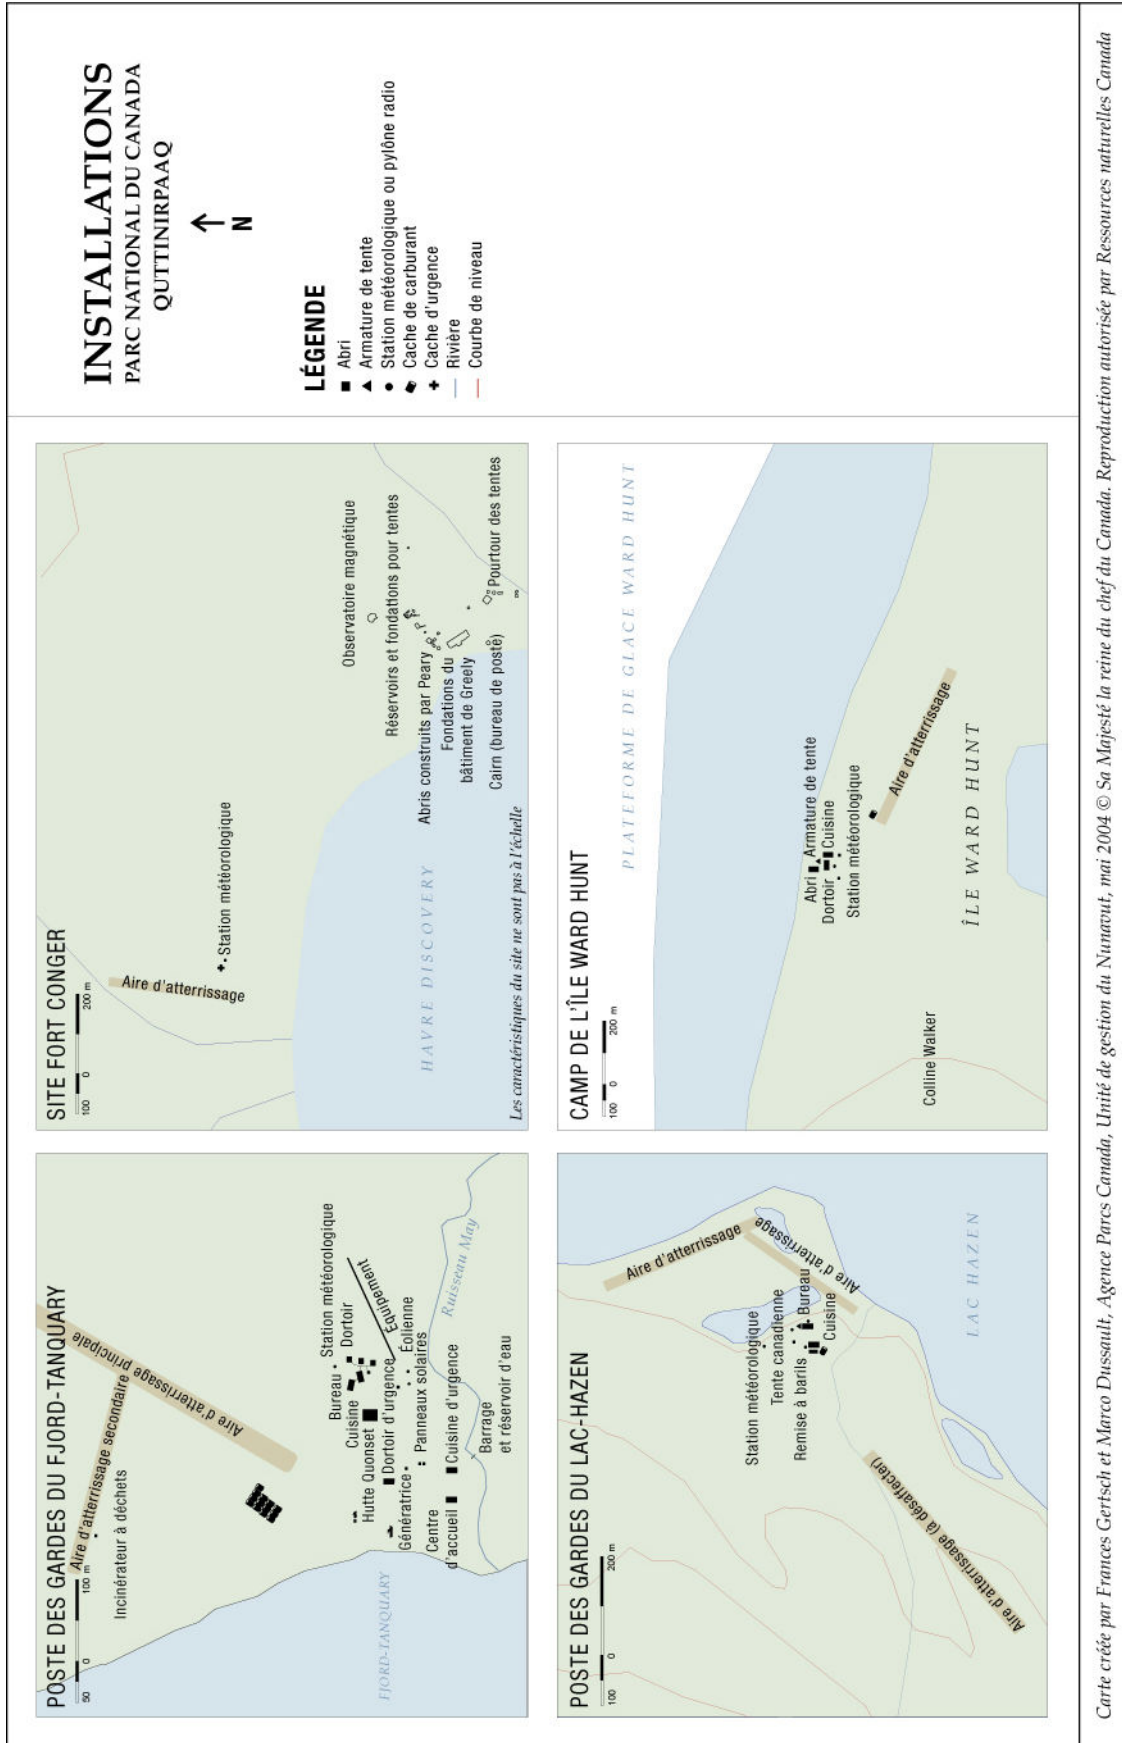 INSTALLATIONS
PARC NATIONAL DU CANADA
QUTTINIRPAAQ
N
LÉGENDE
Abri
Armature de tente
Station météorologique ou pylône radio
Cache de carburant
Cache d'urgence
Rivière
Courbe de niveau
POSTE DES GARDES DU FJORD-TANQUARY
50 0 100 m
Aire d'atterrissage secondaire
Aire d'atterrissage principale
Incinérateur à déchets
Bureau
Station météorologique
Cuisine
Dortoir
Hutte Quonset
Équipement
Dortoir d'urgence
Génératrice
Éolienne
Panneaux solaires
Centre
d'accueil
Cuisine d'urgence
Ruisseau May
Barrage
et réservoir d'eau
FJORD-TANQUARY
SITE FORT CONGER
100 0 200 m
Aire d'atterrissage
Station météorologique
HAVRE DISCOVERY
Observatoire magnétique
Réservoirs et fondations pour tentes
Abris construits par Peary
Fondations du
bâtiment de Greely
Cairn (bureau de poste)
Pourtour des tentes
Les caractéristiques du site ne sont pas à l'échelle
POSTE DES GARDES DU LAC-HAZEN
100 0 200 m
Aire d'atterrissage
Aire d'atterrissage
Station météorologique
Tente canadienne
Remise à barils
Bureau
Cuisine
Aire d'atterrissage (à désaffecter)
LAC HAZEN
CAMP DE L'ÎLE WARD HUNT
100 0 200 m
PLATEFORME DE GLACE WARD HUNT
Abri
Armature de tente
Dortoir
Cuisine
Station météorologique
Aire d'atterrissage
Colline Walker
ÎLE WARD HUNT
Carte créée par Frances Gertsch et Marco Dussault, Agence Parcs Canada, Unité de gestion du Nunavut, mai 2004 © Sa Majesté la reine du chef du Canada. Reproduction autorisée par Ressources naturelles Canada